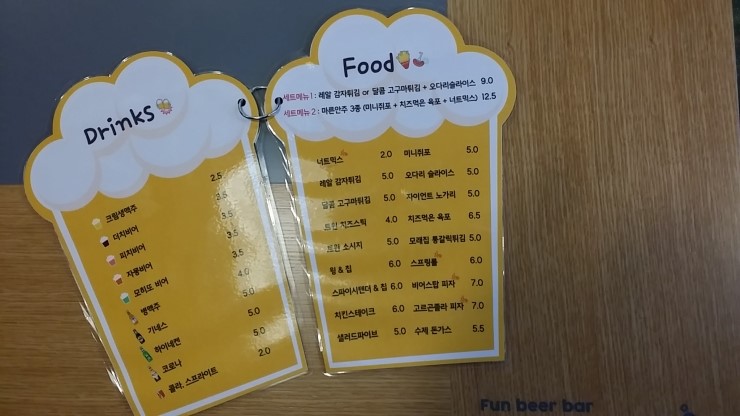 Drinks
크림생맥주 2.5
더치비어 3.5
피치비어 3.5
자몽비어 3.5
모히또 비어 4.0
병맥주
기네스 5.0
하이네켄 5.0
코로나 5.0
콜라, 스프라이트 2.0
Food
세트메뉴 1 : 레알 감자튀김 or 달콤 고구마튀김 + 오다리슬라이스 9.0
세트메뉴 2 : 마른안주 3종 (미니쥐포 + 치즈먹은 육포 + 너트믹스) 12.5
너트믹스 2.0 미니쥐포 5.0
레알 감자튀김 5.0 오다리 슬라이스 5.0
달콤 고구마튀김 5.0 자이언트 노가리 5.0
트윈 치즈스틱 4.0 치즈먹은 육포 6.5
트윈 소시지 5.0 모래집 통갈릭튀김 5.0
윙 & 칩 6.0 스프링롤 6.0
스파이시텐더 & 칩 6.0 비어스탑 피자 7.0
치킨스테이크 6.0 고르곤졸라 피자 7.0
샐러드파이브 5.0 수제 돈가스 5.5
Fun beer bar